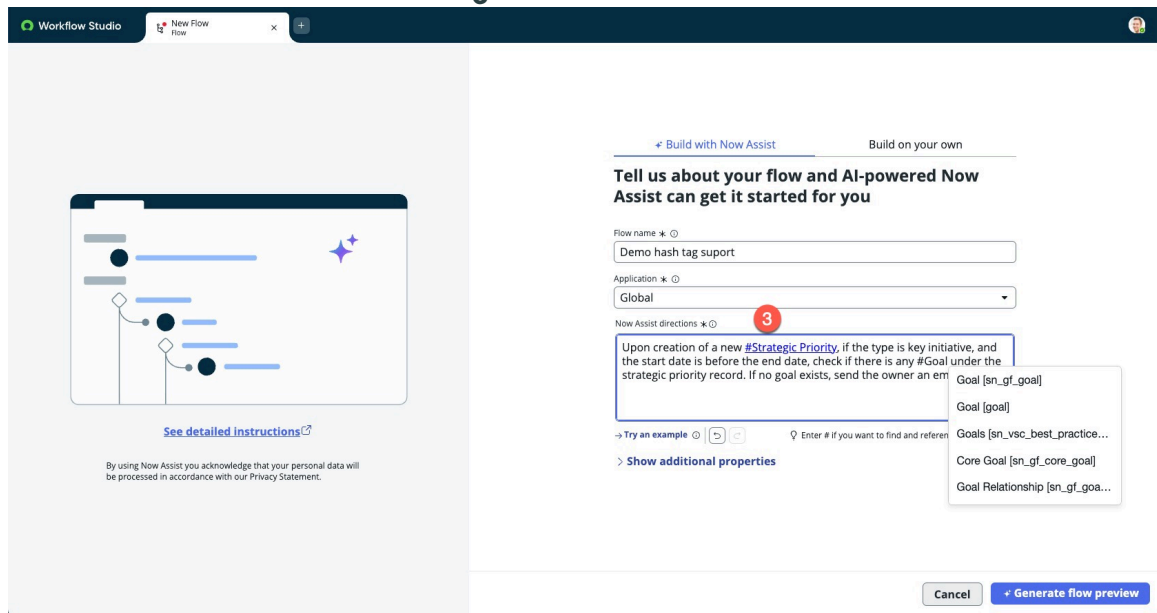 Workflow Studio
New Flow
Flow
Build with Now Assist
Build on your own
Tell us about your flow and AI-powered Now
Assist can get it started for you
Flow name
Demo hash tag suport
Application
Global
Now Assist directions
3
Upon creation of a new #Strategic Priority, if the type is key initiative, and
the start date is before the end date, check if there is any #Goal under the
strategic priority record. If no goal exists, send the owner an em
Goal [sn_gf_goal]
Goal [goal]
Goals [sn_vsc_best_practice...
Core Goal [sn_gf_core_goal]
Goal Relationship [sn_gf_goa...
→ Try an example
Enter # if you want to find and referen
> Show additional properties
See detailed instructions
By using Now Assist you acknowledge that your personal data will
be processed in accordance with our Privacy Statement.
Cancel
Generate flow preview